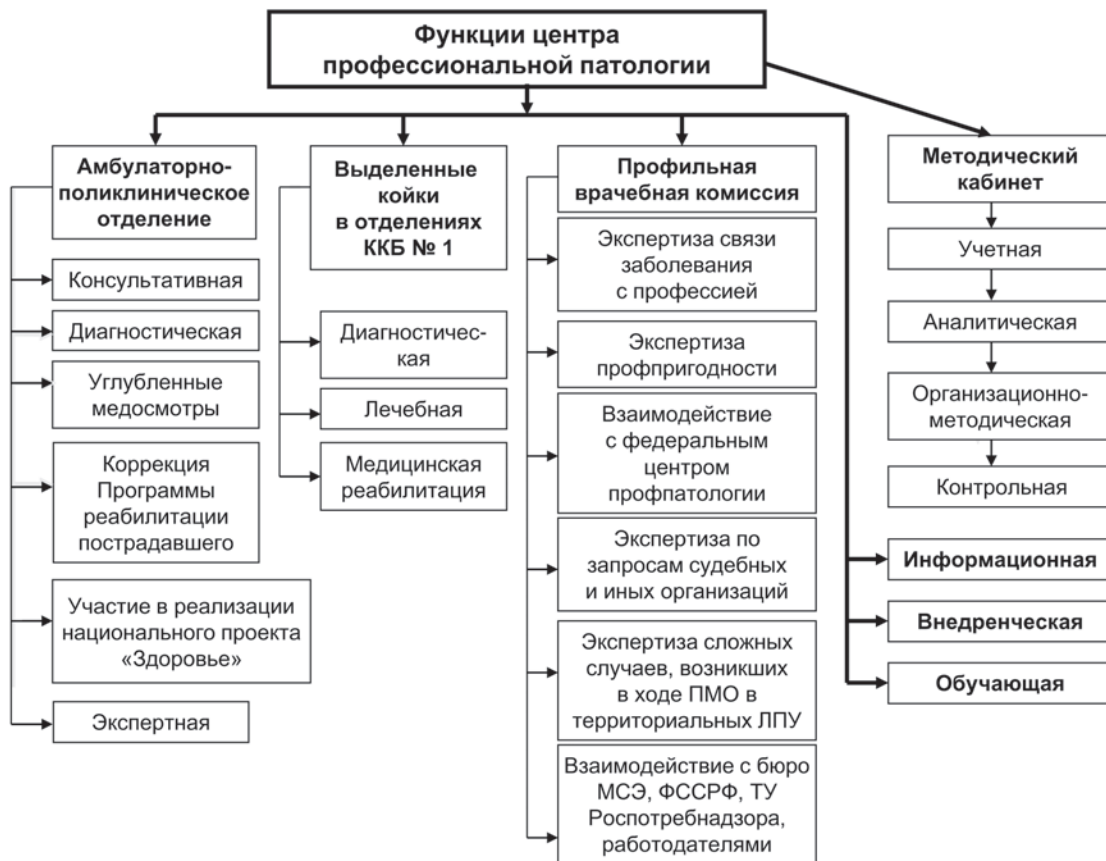 Функции центра
профессиональной патологии
Амбулаторно-
поликлиническое
отделение
Консультативная
Диагностическая
Углубленные
медосмотры
Коррекция
Программы
реабилитации
пострадавшего
Участие в реализации
национального проекта
«Здоровье»
Экспертная
Выделенные
койки
в отделениях
ККБ № 1
Диагностичес-
кая
Лечебная
Медицинская
реабилитация
Профильная
врачебная комиссия
Экспертиза связи
заболевания
с профессией
Экспертиза
профпригодности
Взаимодействие
с федеральным
центром
профпатологии
Экспертиза по
запросам судебных
и иных организаций
Экспертиза сложных
случаев, возникших
в ходе ПМО в
территориальных ЛПУ
Взаимодействие с бюро
МСЭ, ФССРФ, ТУ
Роспотребнадзора,
работодателями
Методический
кабинет
Учетная
Аналитическая
Организационно-
методическая
Контрольная
Информационная
Внедренческая
Обучающая